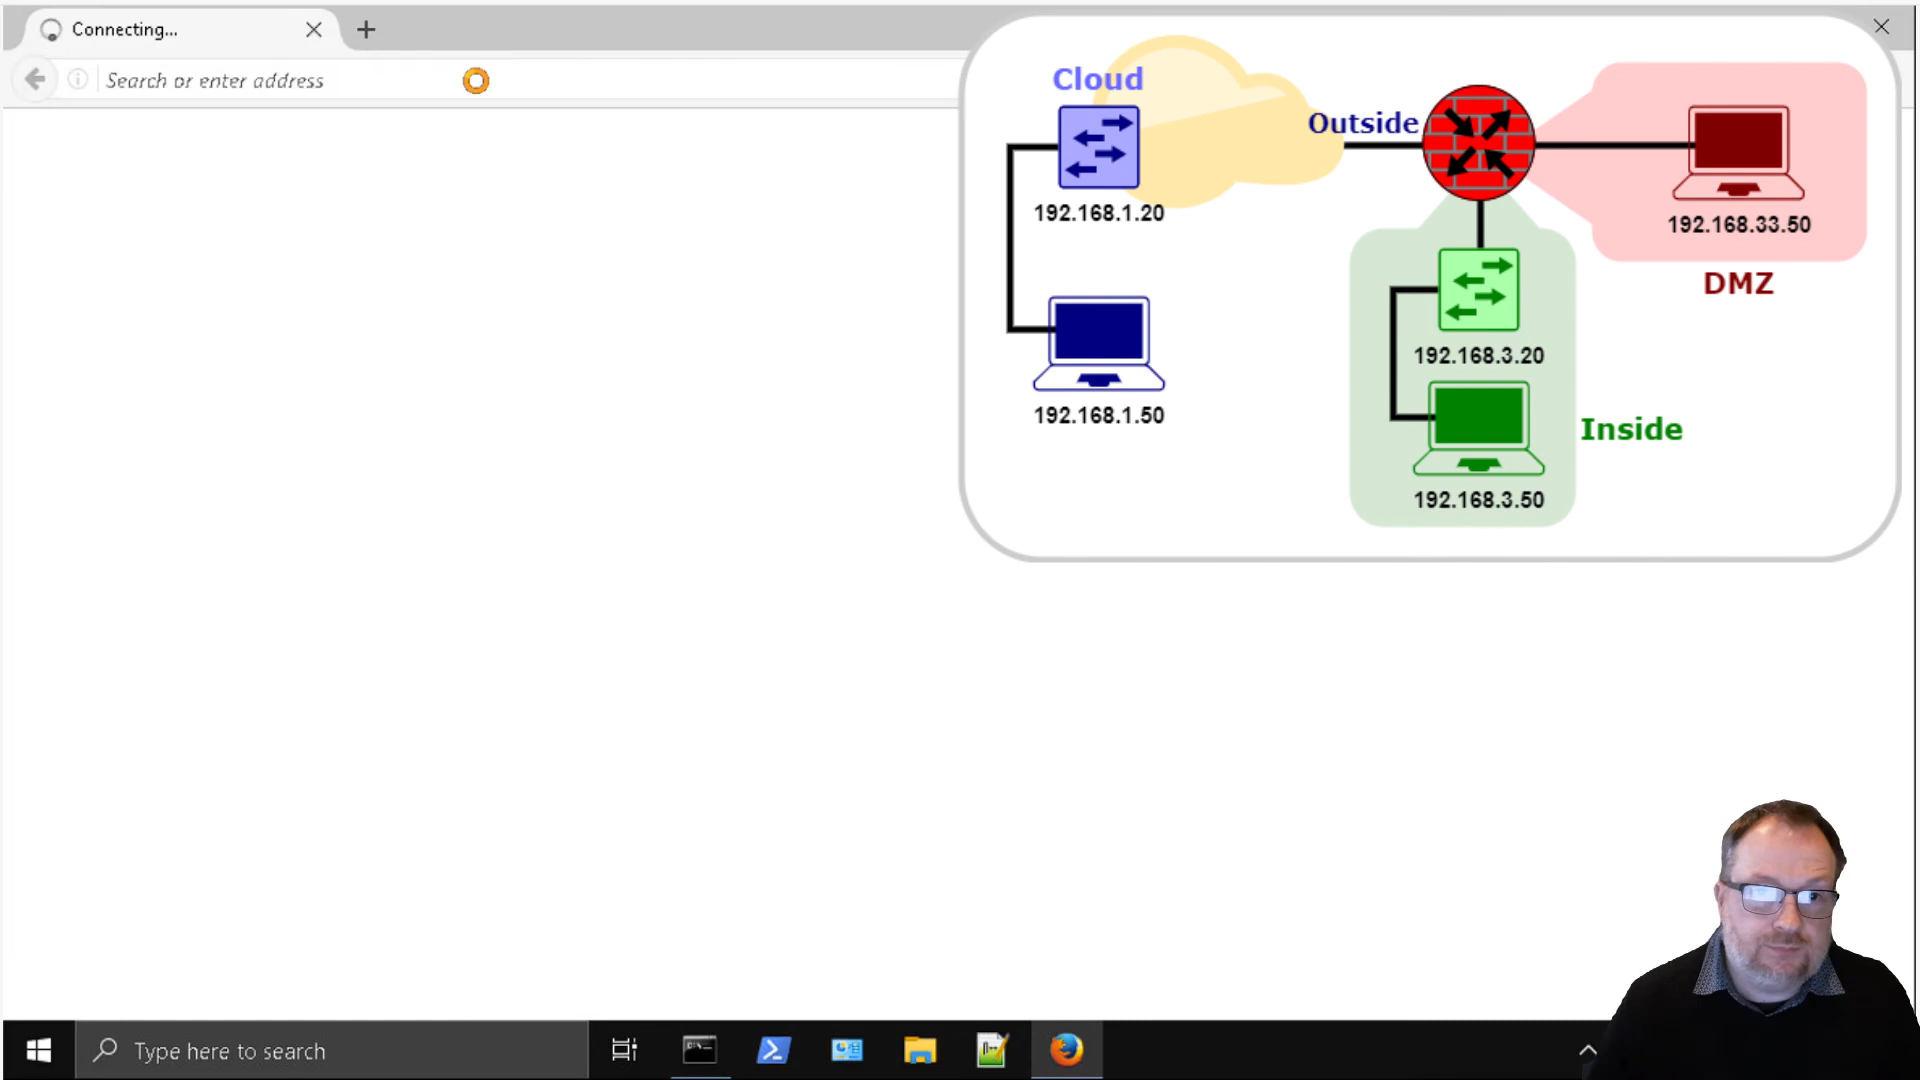 Connecting...
Search or enter address
Cloud
Outside
192.168.1.20
192.168.33.50
DMZ
192.168.3.20
192.168.1.50
Inside
192.168.3.50
Type here to search